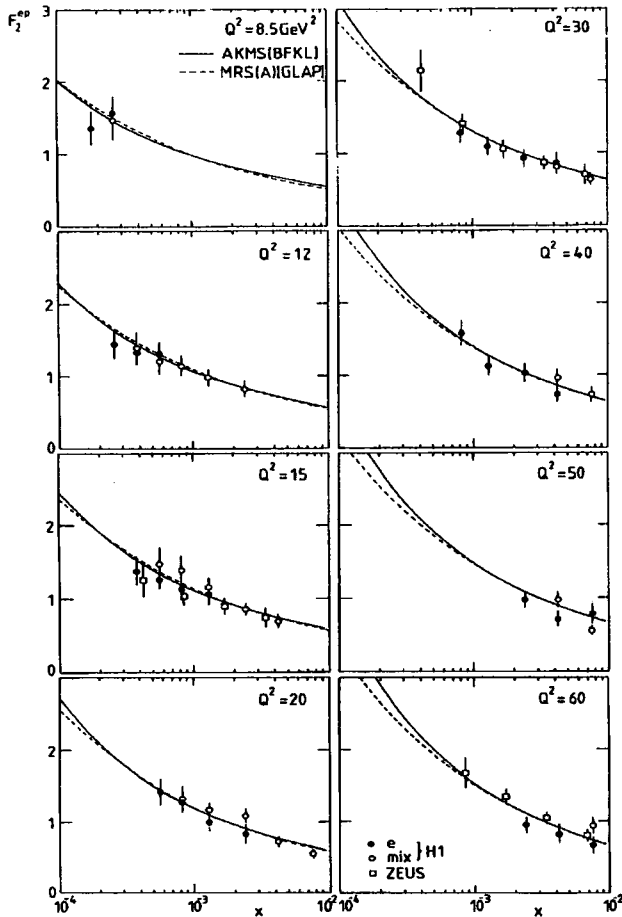 F₂ᵉᵖ
Q² = 8.5 GeV²
AKMS(BFKL)
MRS(A)(GLAP)
3
2
1
0
Q² = 30
Q² = 12
2
1
0
Q² = 40
Q² = 15
2
1
0
Q² = 50
Q² = 20
2
1
0
10⁻⁴
x
10⁻³
10⁻²
Q² = 60
e
mix } H1
ZEUS
10⁻³
x
10⁻²